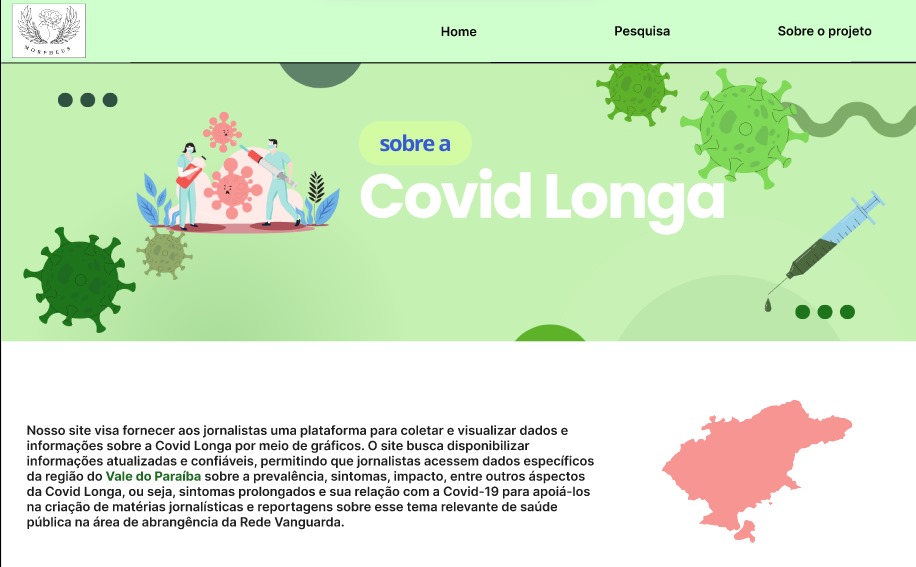 MORPHEUS
Home
Pesquisa
Sobre o projeto
sobre a
Covid Longa
Nosso site visa fornecer aos jornalistas uma plataforma para coletar e visualizar dados e
informações sobre a Covid Longa por meio de gráficos. O site busca disponibilizar
informações atualizadas e confiáveis, permitindo que jornalistas acessem dados específicos
da região do Vale do Paraíba sobre a prevalência, sintomas, impacto, entre outros áspectos
da Covid Longa, ou seja, sintomas prolongados e sua relação com a Covid-19 para apoiá-los
na criação de matérias jornalísticas e reportagens sobre esse tema relevante de saúde
pública na área de abrangência da Rede Vanguarda.